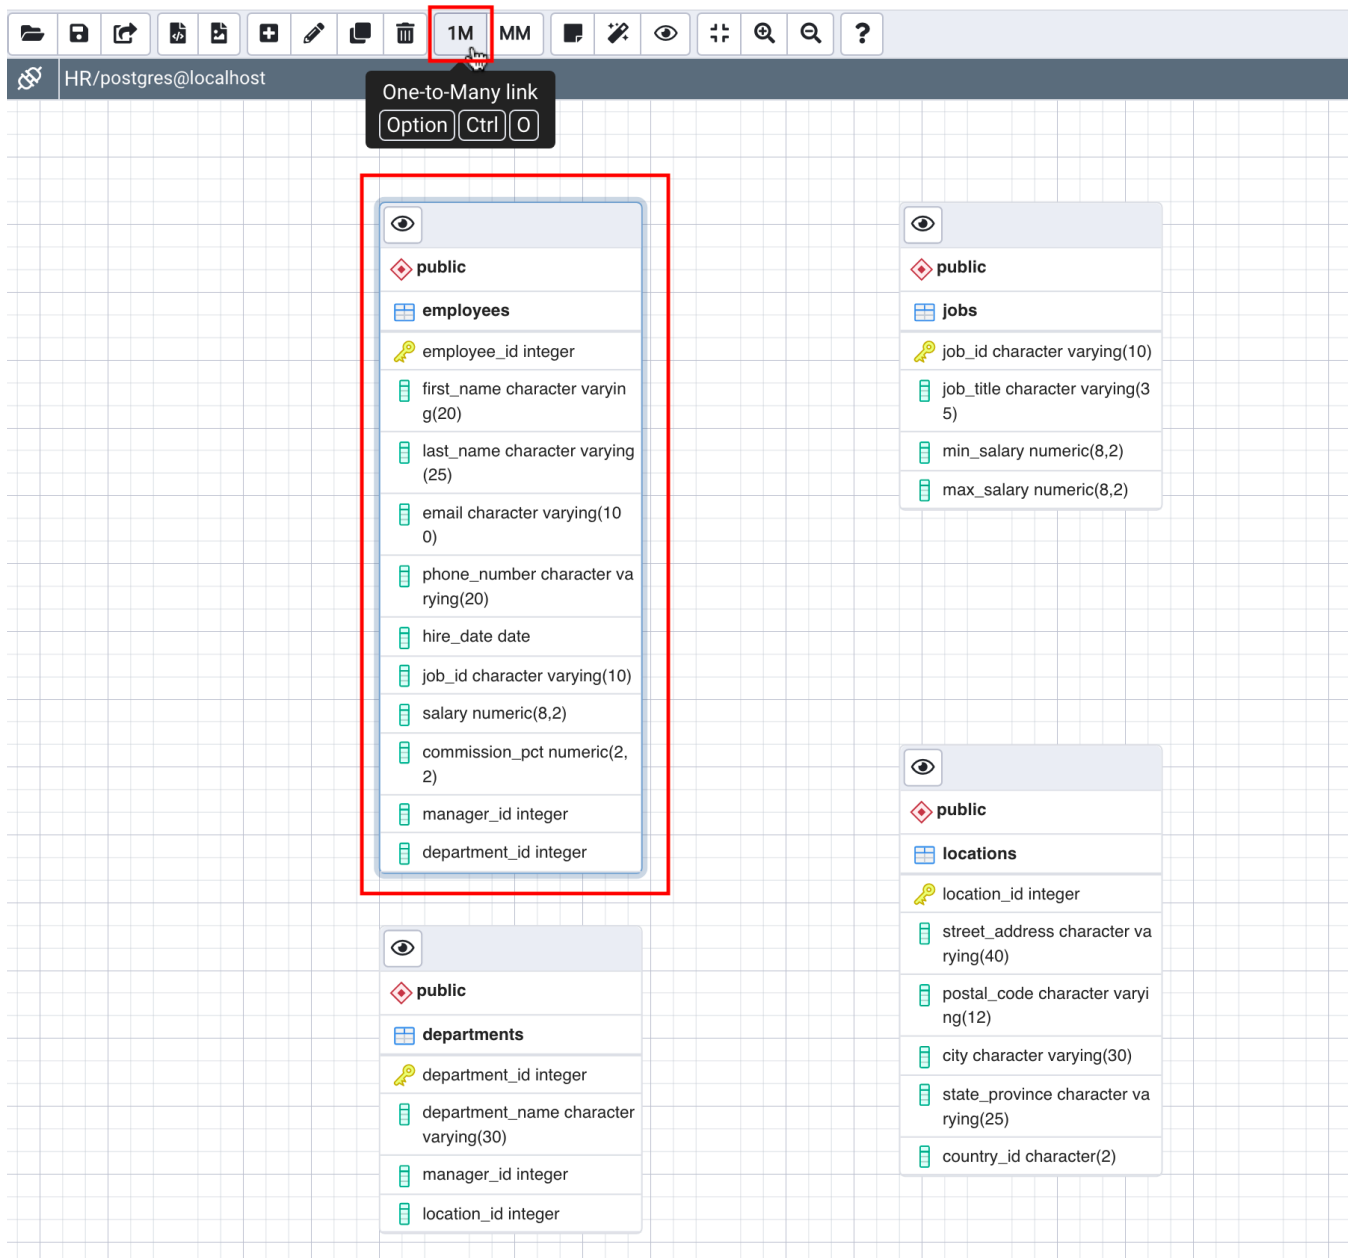 1M
MM
?
HR/postgres@localhost
One-to-Many link
Option Ctrl O
public
employees
employee_id integer
first_name character varyin
g(20)
last_name character varying
(25)
email character varying(10
0)
phone_number character va
rying(20)
hire_date date
job_id character varying(10)
salary numeric(8,2)
commission_pct numeric(2,
2)
manager_id integer
department_id integer
public
jobs
job_id character varying(10)
job_title character varying(3
5)
min_salary numeric(8,2)
max_salary numeric(8,2)
public
departments
department_id integer
department_name character
varying(30)
manager_id integer
location_id integer
public
locations
location_id integer
street_address character va
rying(40)
postal_code character varyi
ng(12)
city character varying(30)
state_province character va
rying(25)
country_id character(2)